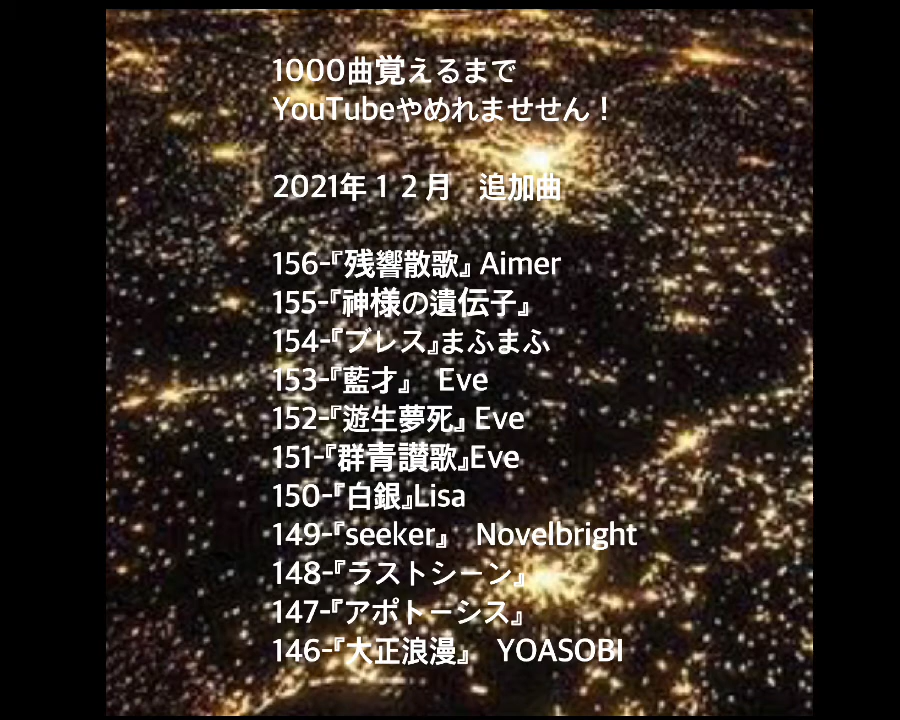 1000曲覚えるまで
YouTubeやめれませせん！
2021年１２月　追加曲
156-『残響散歌』 Aimer
155-『神様の遺伝子』
154-『ブレス』まふまふ
153-『藍才』　Eve
152-『遊生夢死』 Eve
151-『群青讃歌』Eve
150-『白銀』Lisa
149-『seeker』　Novelbright
148-『ラストシーン』
147-『アポトーシス』
146-『大正浪漫』　YOASOBI